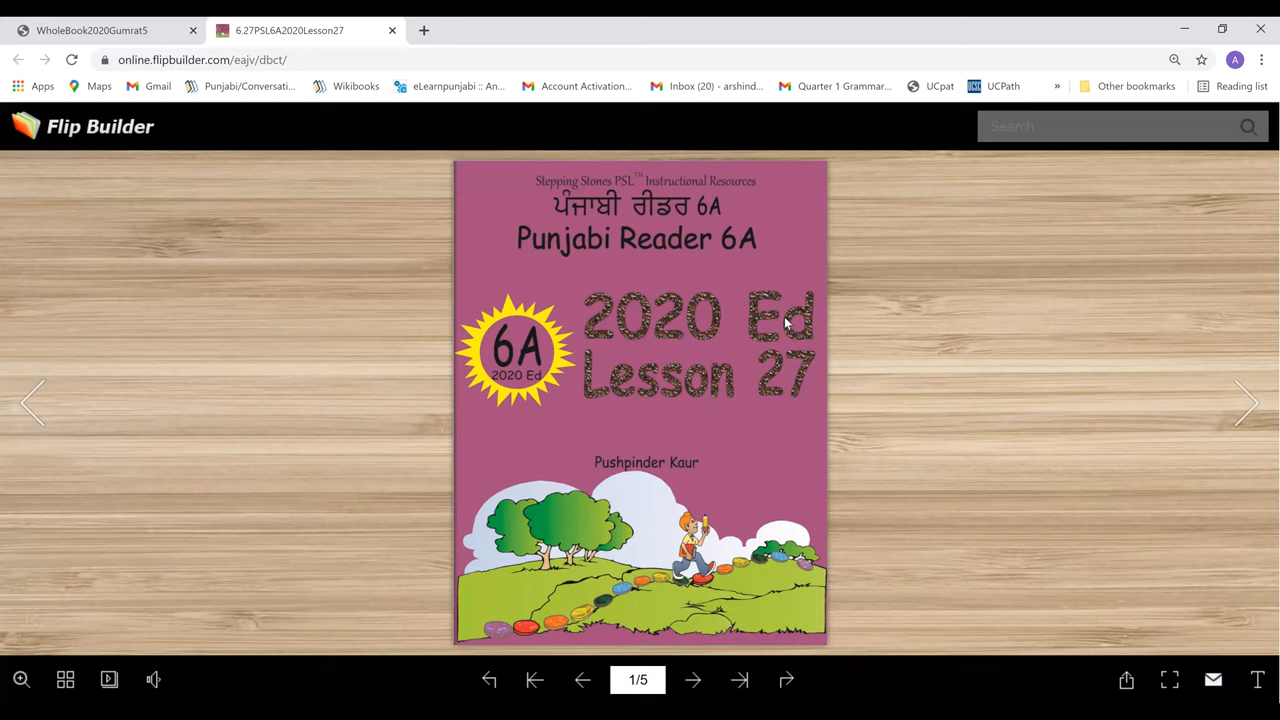 WholeBook2020Gumrat5
6.27PSL6A2020Lesson27
online.flipbuilder.com/eajv/dbct/
A
Apps
Maps
Gmail
Punjabi/Conversati...
Wikibooks
eLearnpunjabi :: An...
Account Activation...
Inbox (20) - arshind...
Quarter 1 Grammar...
UCpat
UCPath
»
Other bookmarks
Reading list
Flip Builder
Search
Stepping Stones PSL™ Instructional Resources
ਪੰਜਾਬੀ ਰੀਡਰ 6A
Punjabi Reader 6A
6A
2020 Ed
2020 Ed
Lesson 27
Pushpinder Kaur
1/5